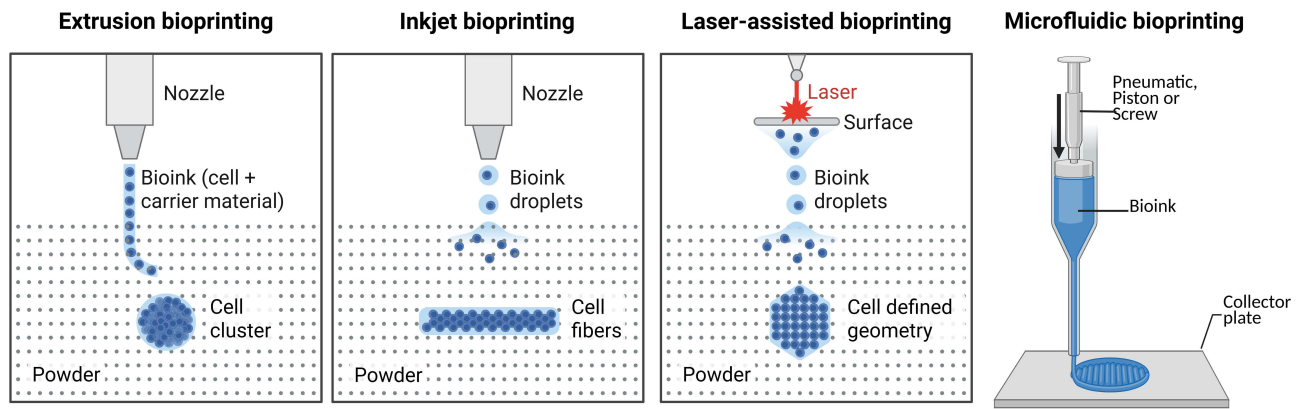 Extrusion bioprinting
Nozzle
Bioink (cell +
carrier material)
Cell
cluster
Powder
Inkjet bioprinting
Nozzle
Bioink
droplets
Cell
fibers
Powder
Laser-assisted bioprinting
Laser
Surface
Bioink
droplets
Cell defined
geometry
Powder
Microfluidic bioprinting
Pneumatic,
Piston or
Screw
Bioink
Collector
plate